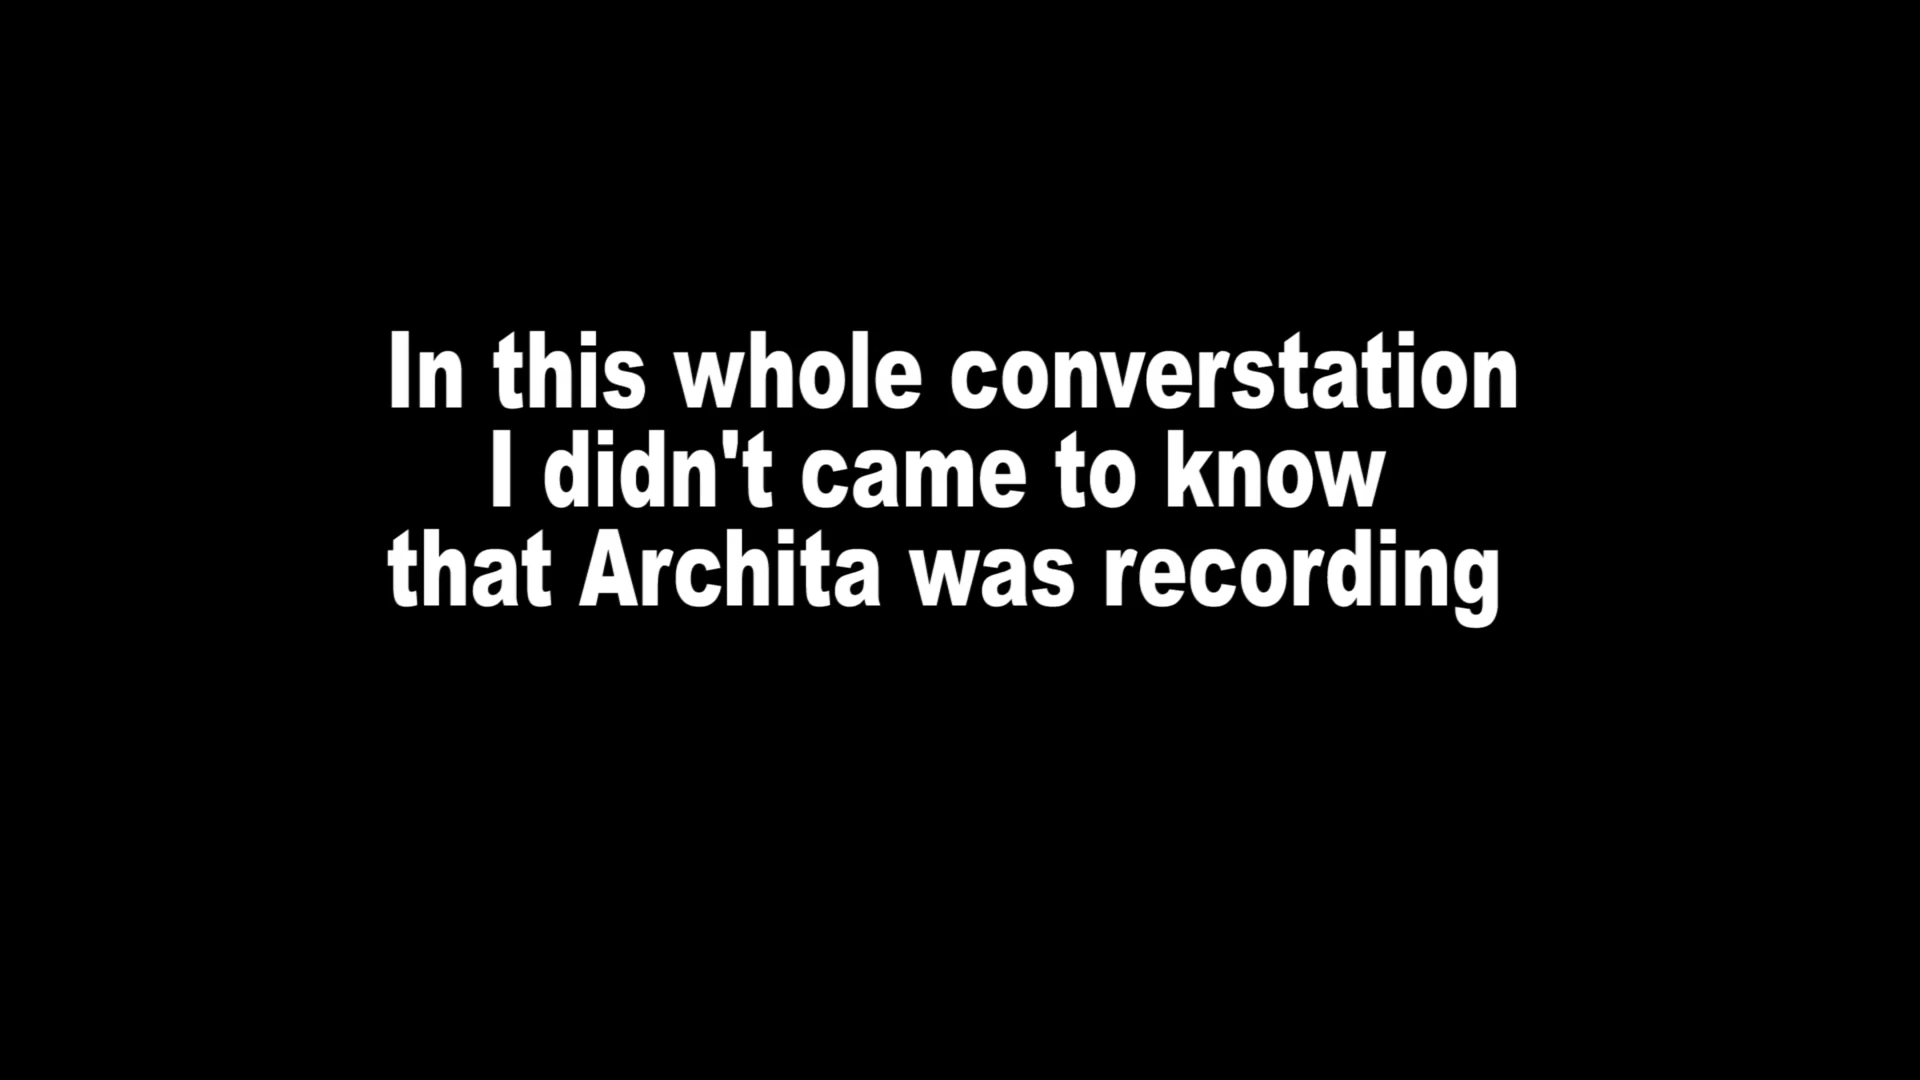 In this whole converstation
I didn't came to know
that Archita was recording